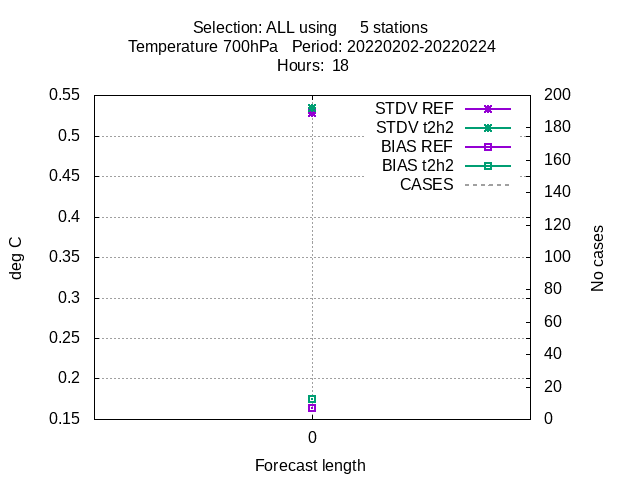 Selection: ALL using     5 stations
Temperature 700hPa   Period: 20220202-20220224
Hours:  18
0.55
0.5
0.45
0.4
0.35
0.3
0.25
0.2
0.15
deg C
STDV REF
STDV t2h2
BIAS REF
BIAS t2h2
CASES
200
180
160
140
120
100
80
60
40
20
0
No cases
0
Forecast length